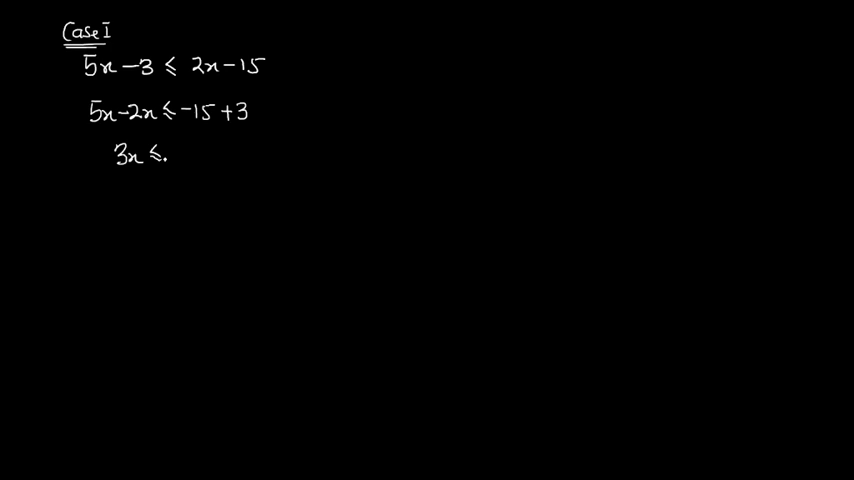 Case I
5x - 3 ≤ 2x - 15
5x - 2x ≤ -15 + 3
3x ≤